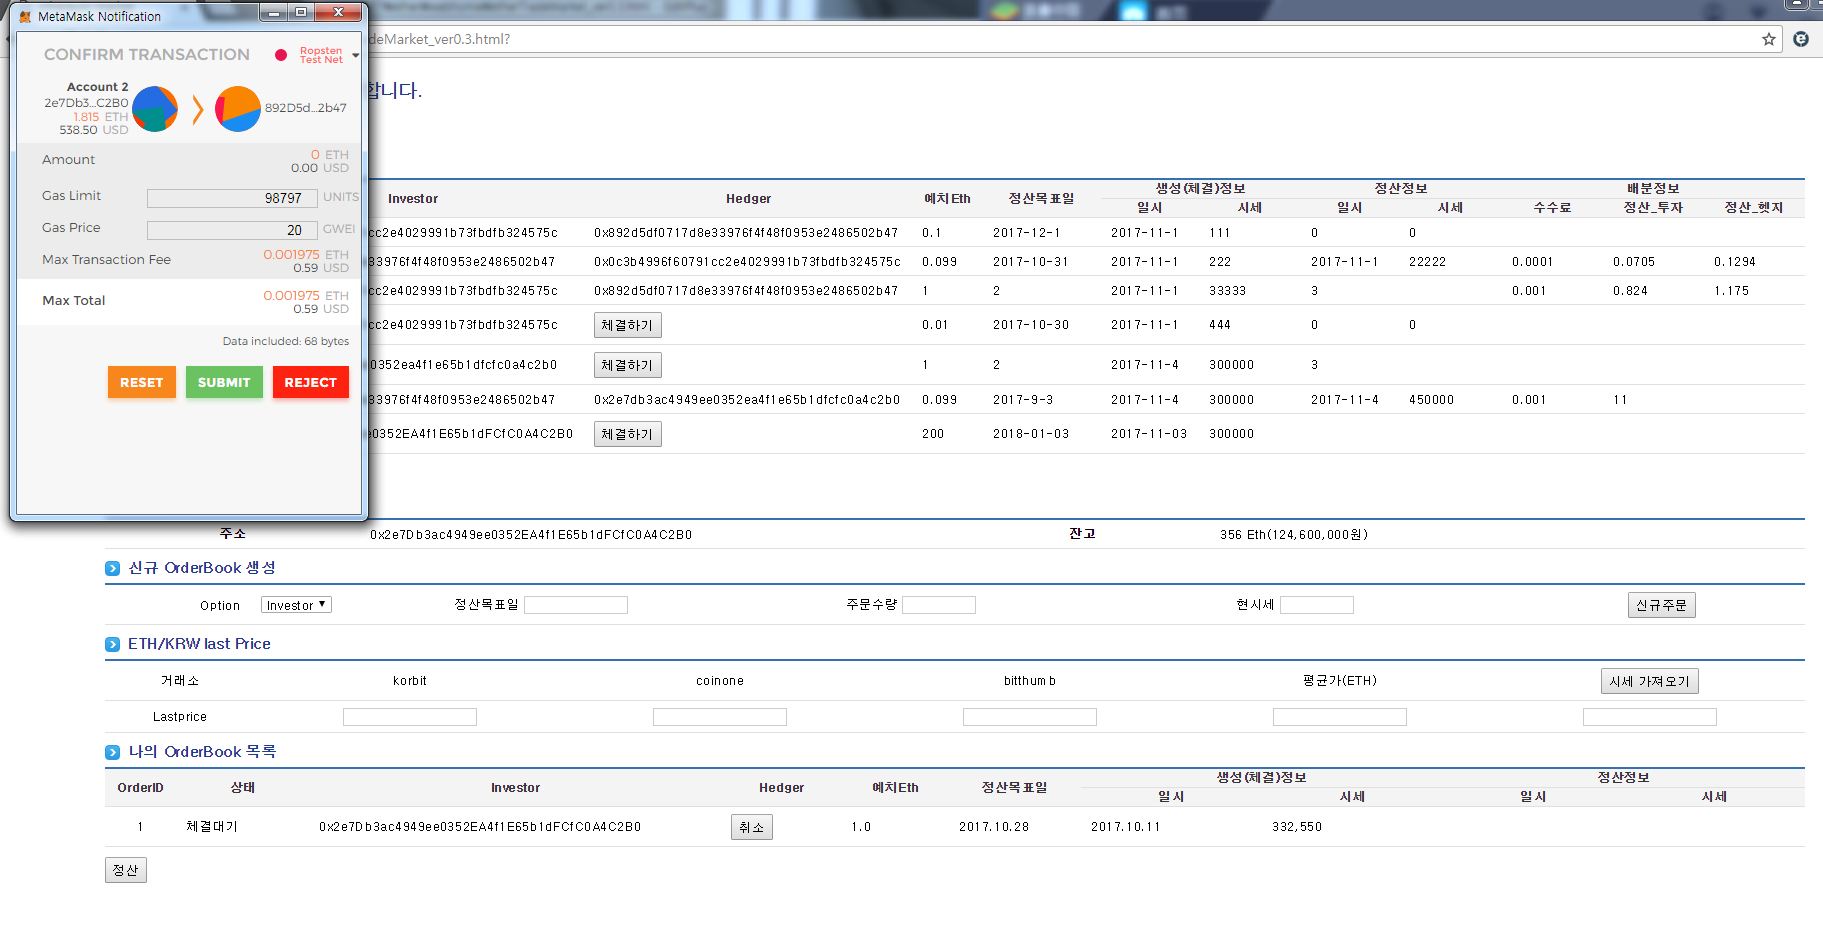 MetaMask Notification
CONFIRM TRANSACTION Ropsten Test Net
Account 2
2e7Db3...C2B0 892D5d...2b47
1.815 ETH
538.50 USD
Amount 0 ETH
0.00 USD
Gas Limit 98797 UNITS
Gas Price 20 GWEI
Max Transaction Fee 0.001975 ETH
0.59 USD
Max Total 0.001975 ETH
0.59 USD
Data included: 68 bytes
RESET SUBMIT REJECT
deMarket_ver0.3.html?
합니다.
Investor Hedger 예치Eth 정산목표일 생성(체결)정보 정산정보 배분정보
일시 시세 일시 시세 수수료 정산_투자 정산_헷지
cc2e4029991b73fbdfb324575c 0x892d5df0717d8e33976f4f48f0953e2486502b47 0.1 2017-12-1 2017-11-1 111 0 0
33976f4f48f0953e2486502b47 0x0c3b4996f60791cc2e4029991b73fbdfb324575c 0.099 2017-10-31 2017-11-1 222 2017-11-1 22222 0.0001 0.0705 0.1294
cc2e4029991b73fbdfb324575c 0x892d5df0717d8e33976f4f48f0953e2486502b47 1 2 2017-11-1 33333 3 0.001 0.824 1.175
cc2e4029991b73fbdfb324575c 체결하기 0.01 2017-10-30 2017-11-1 444 0 0
0352ea4f1e65b1dfcfc0a4c2b0 체결하기 1 2 2017-11-4 300000 3
33976f4f48f0953e2486502b47 0x2e7db3ac4949ee0352ea4f1e65b1dfcfc0a4c2b0 0.099 2017-9-3 2017-11-4 300000 2017-11-4 450000 0.001 11
e0352EA4f1E65b1dFCfC0A4C2B0 체결하기 200 2018-01-03 2017-11-03 300000
주소 0x2e7Db3ac4949ee0352EA4f1E65b1dFCfC0A4C2B0 잔고 356 Eth(124,600,000원)
신규 OrderBook 생성
Option Investor 정산목표일 주문수량 현시세 신규주문
ETH/KRW last Price
거래소 korbit coinone bitthumb 평균가(ETH) 시세 가져오기
Lastprice
나의 OrderBook 목록
OrderID 상태 Investor Hedger 예치Eth 정산목표일 생성(체결)정보 정산정보
일시 시세 일시 시세
1 체결대기 0x2e7Db3ac4949ee0352EA4f1E65b1dFCfC0A4C2B0 취소 1.0 2017.10.28 2017.10.11 332,550
정산